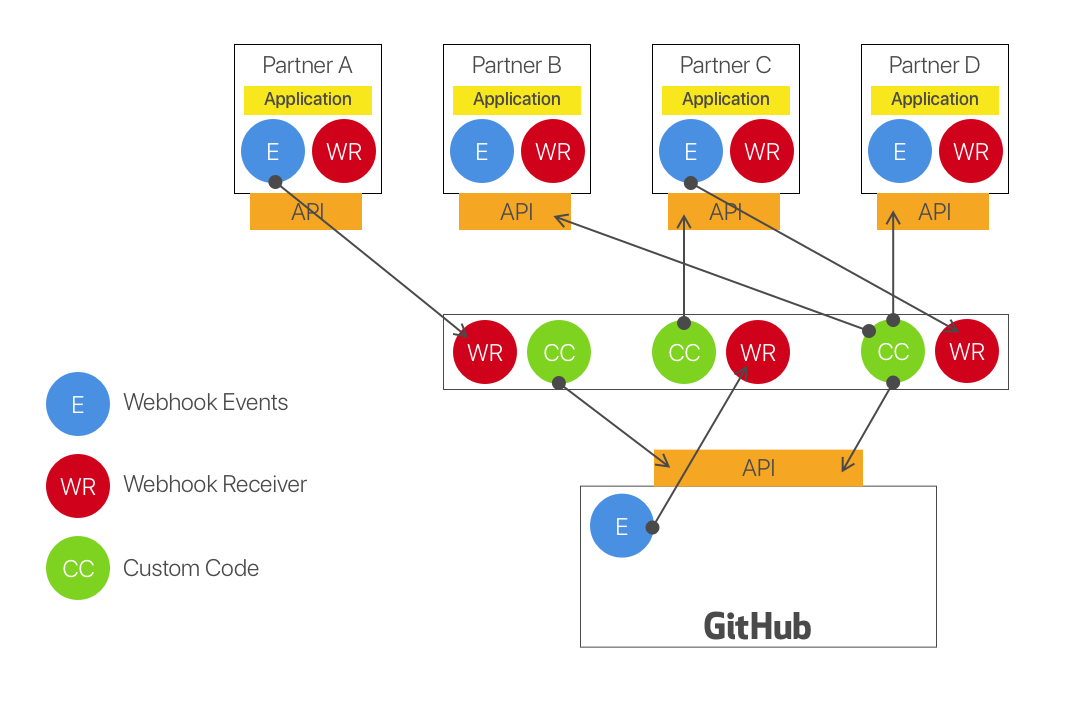 Partner A
Application
E WR
API
Partner B
Application
E WR
API
Partner C
Application
E WR
API
Partner D
Application
E WR
API
WR CC CC WR CC WR
E Webhook Events
WR Webhook Receiver
CC Custom Code
API
E
GitHub